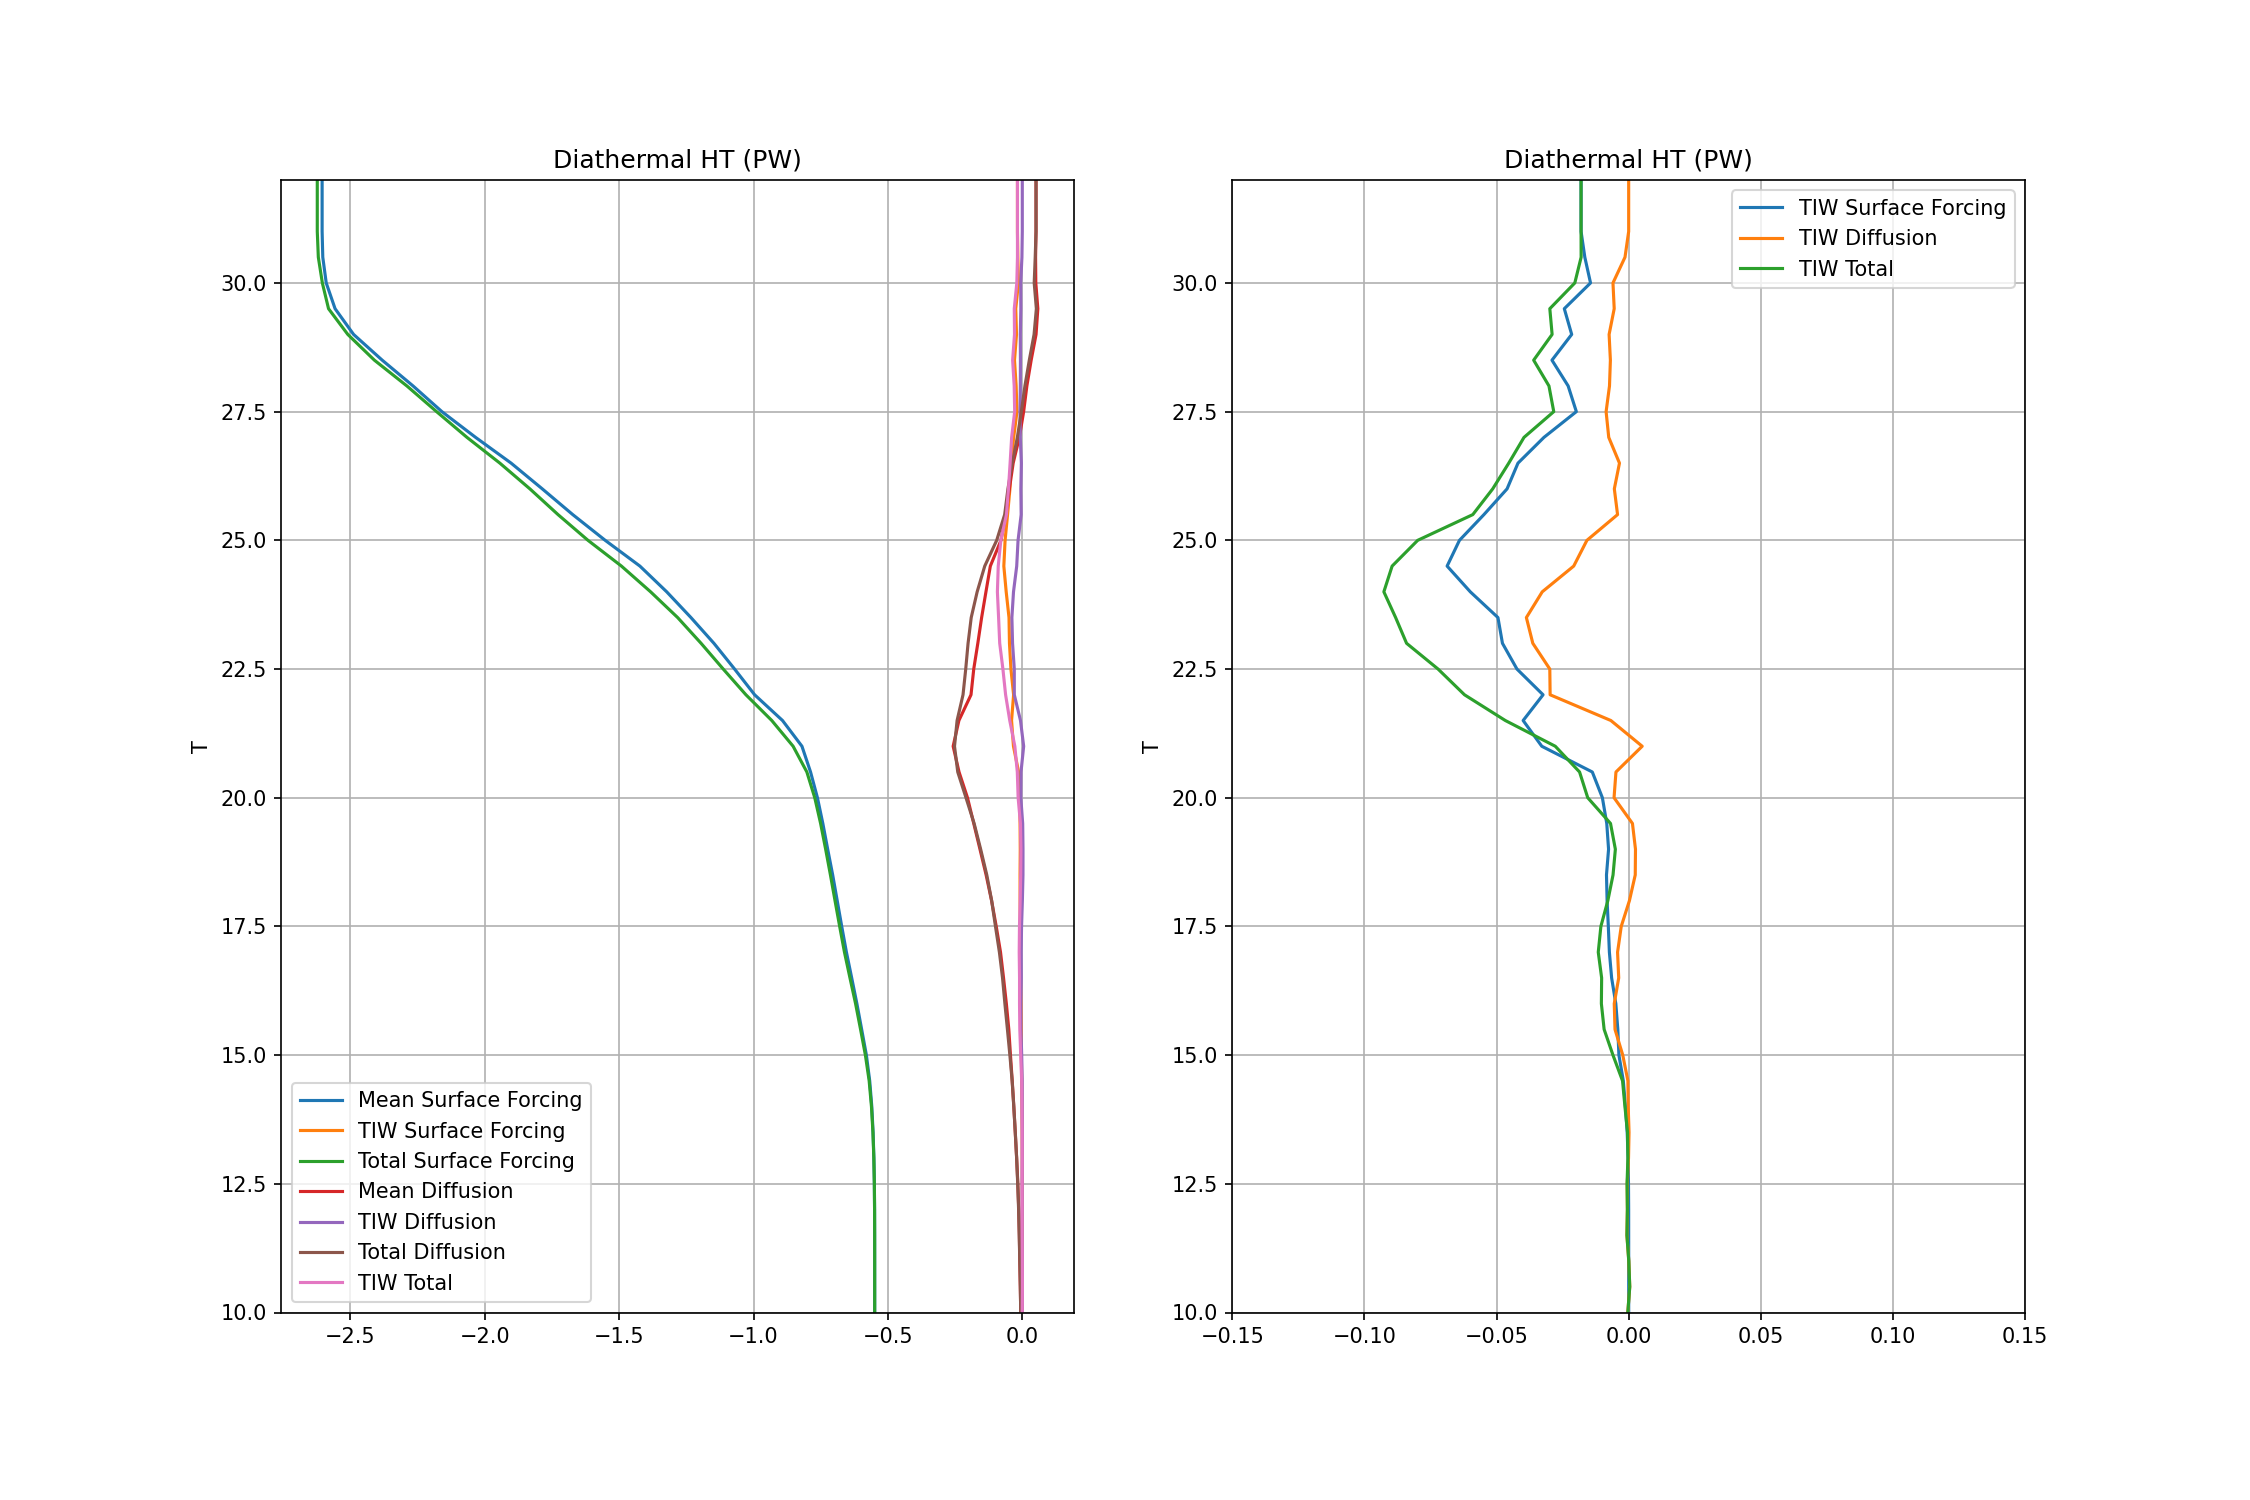 Diathermal HT (PW)
30.0
27.5
25.0
22.5
20.0
17.5
15.0
12.5
10.0
T
Mean Surface Forcing
TIW Surface Forcing
Total Surface Forcing
Mean Diffusion
TIW Diffusion
Total Diffusion
TIW Total
−2.5 −2.0 −1.5 −1.0 −0.5 0.0
Diathermal HT (PW)
TIW Surface Forcing
TIW Diffusion
TIW Total
30.0
27.5
25.0
22.5
20.0
17.5
15.0
12.5
10.0
T
−0.15 −0.10 −0.05 0.00 0.05 0.10 0.15